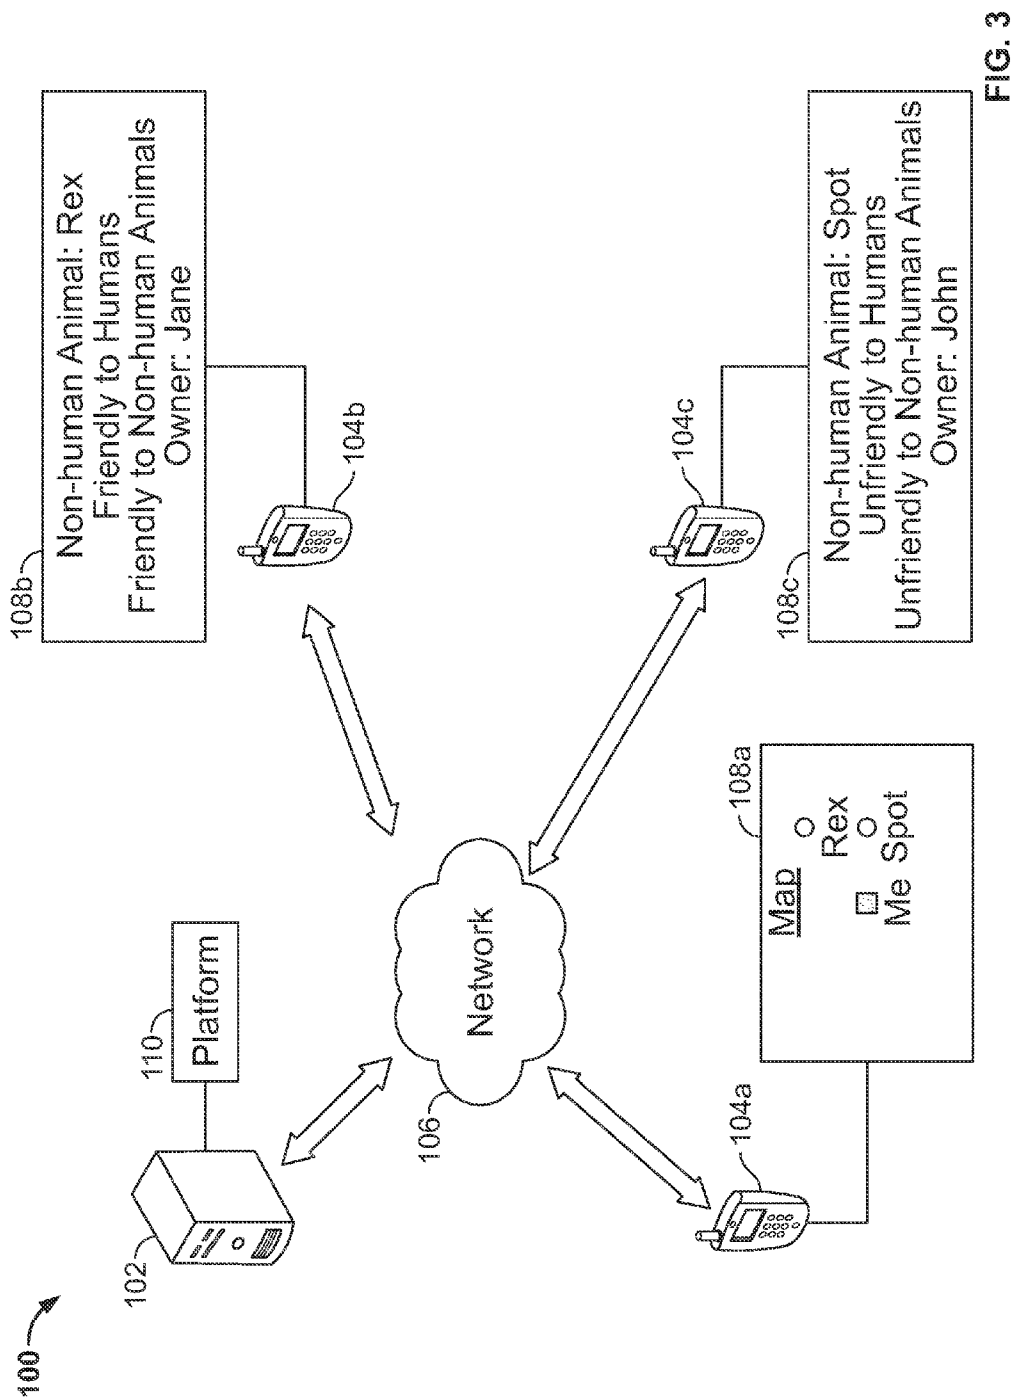 100
102
110
Platform
106
Network
108b
Non-human Animal: Rex
Friendly to Humans
Friendly to Non-human Animals
Owner: Jane
104b
104a
108a
Map
Rex
Me Spot
104c
108c
Non-human Animal: Spot
Unfriendly to Humans
Unfriendly to Non-human Animals
Owner: John
FIG. 3